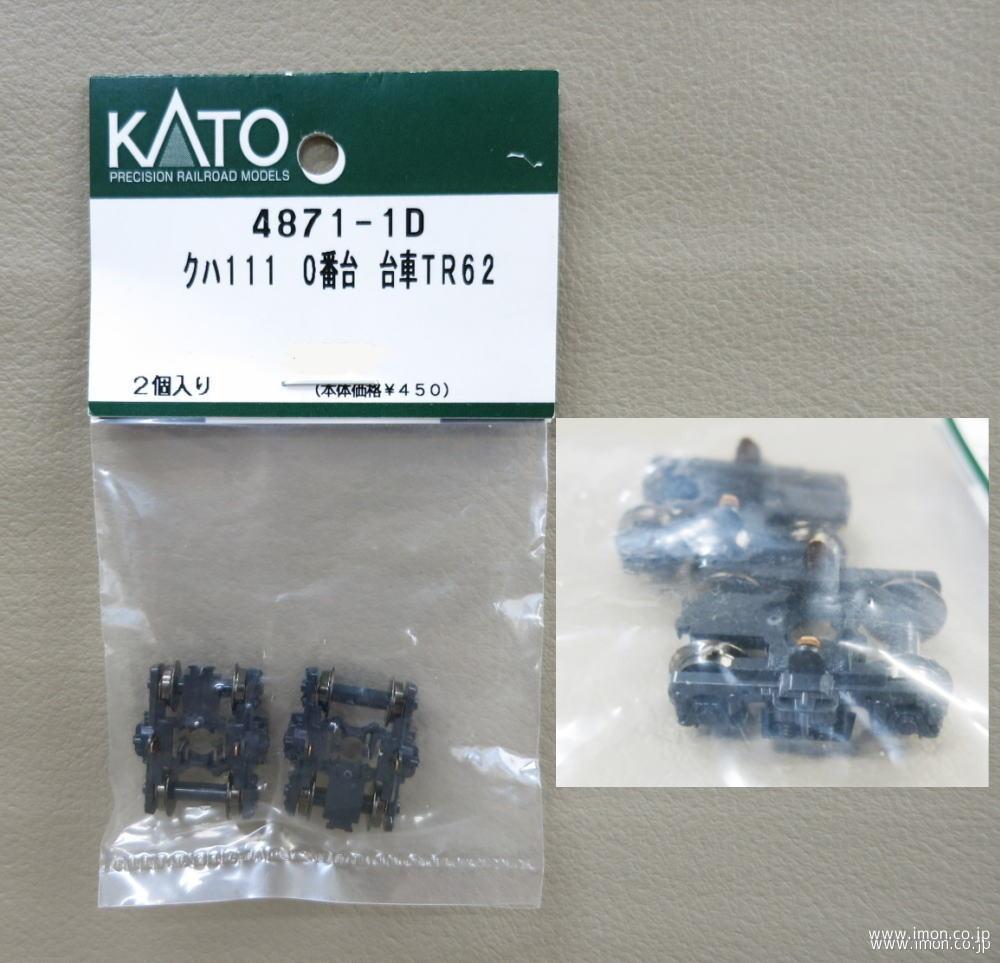 KATO
PRECISION RAILROAD MODELS
4871-1D
クハ111 0番台 台車TR62
2個入り (本体価格¥450)
www.imon.co.jp
www.imon.co.jp